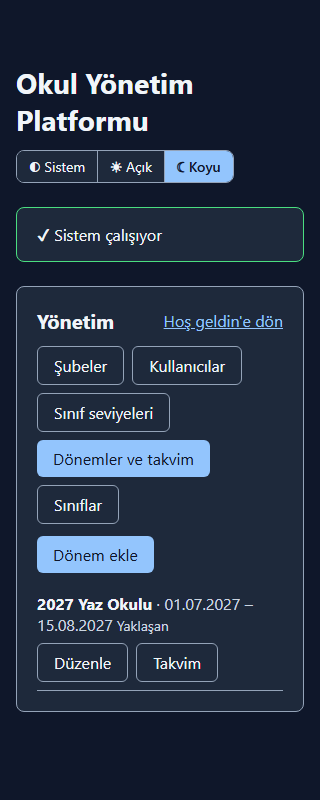 Okul Yönetim
Platformu
◐ Sistem ☀ Açık ☾ Koyu
✓ Sistem çalışıyor
Yönetim Hoş geldin'e dön
Şubeler Kullanıcılar
Sınıf seviyeleri
Dönemler ve takvim
Sınıflar
Dönem ekle
2027 Yaz Okulu · 01.07.2027 –
15.08.2027 Yaklaşan
Düzenle Takvim